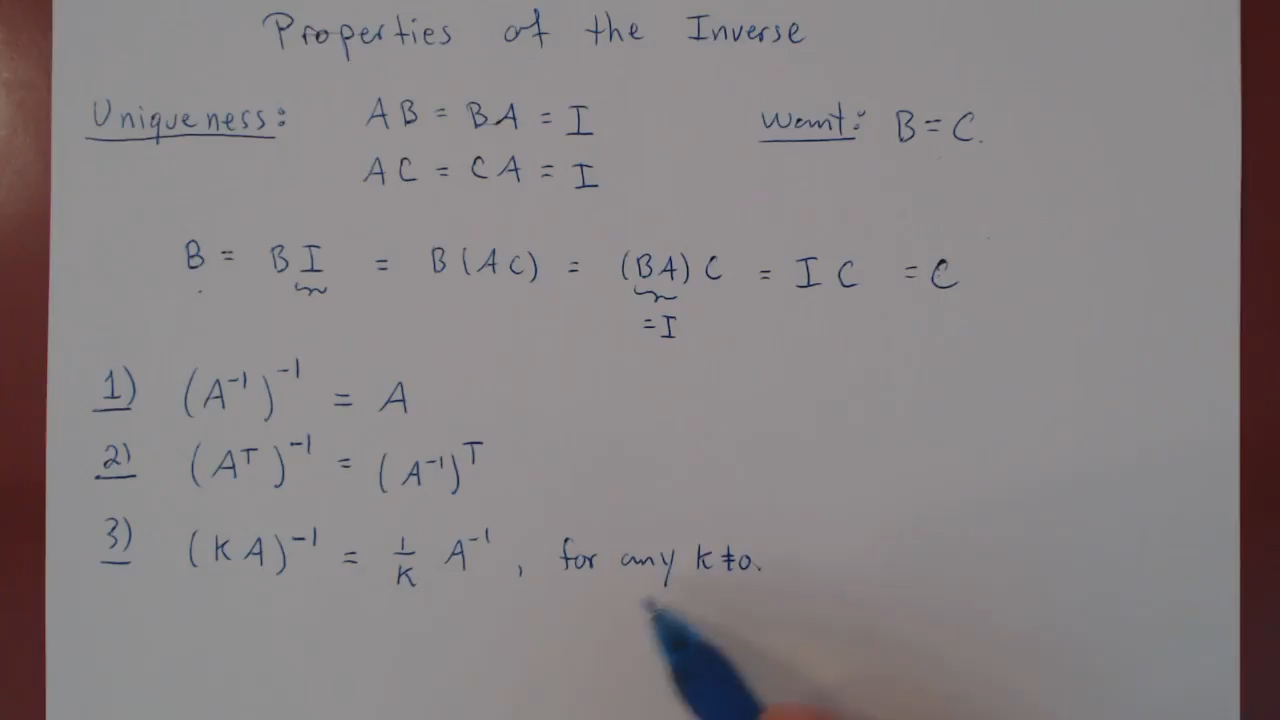 Properties of the Inverse
Uniqueness: AB = BA = I Want: B = C.
AC = CA = I
B = BI = B(AC) = (BA)C = IC = C
= I
1) (A⁻¹)⁻¹ = A
2) (Aᵀ)⁻¹ = (A⁻¹)ᵀ
3) (KA)⁻¹ = 1/K A⁻¹, for any k≠0.